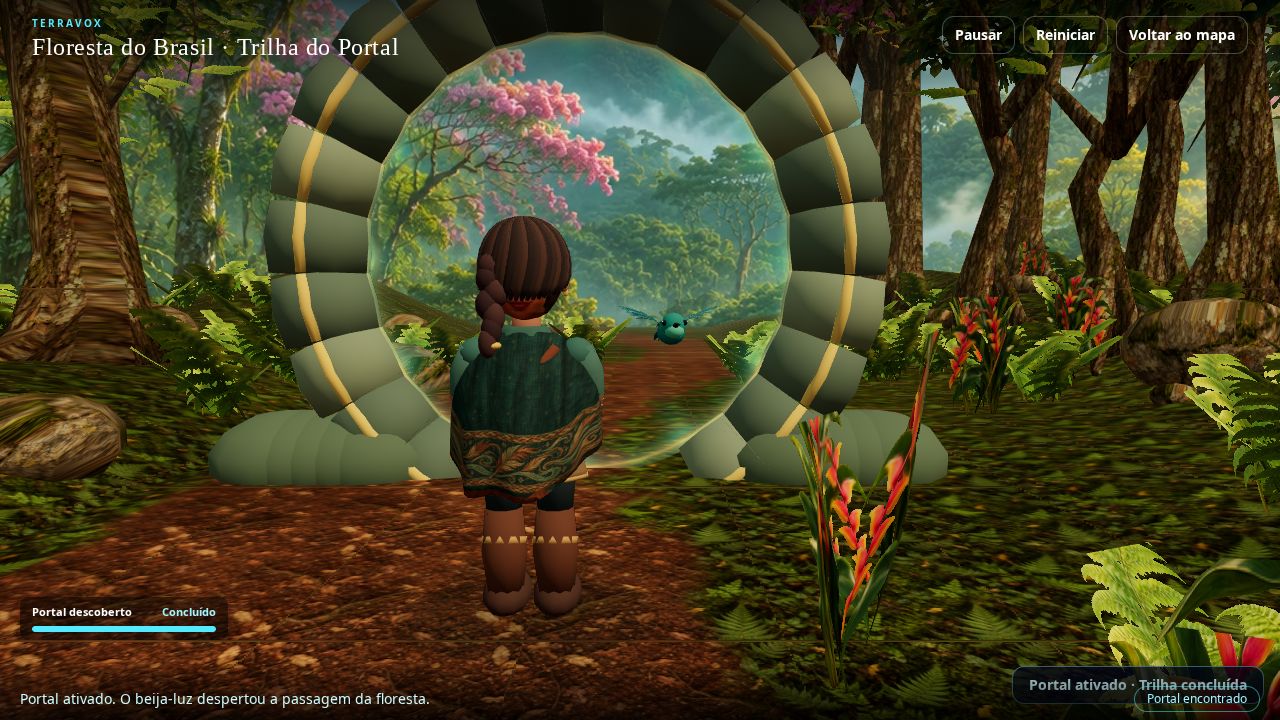 TERRAVOX
Floresta do Brasil · Trilha do Portal
Pausar
Reiniciar
Voltar ao mapa
Portal descoberto
Concluído
Portal ativado. O beija-luz despertou a passagem da floresta.
Portal ativado · Trilha concluída
Portal encontrado